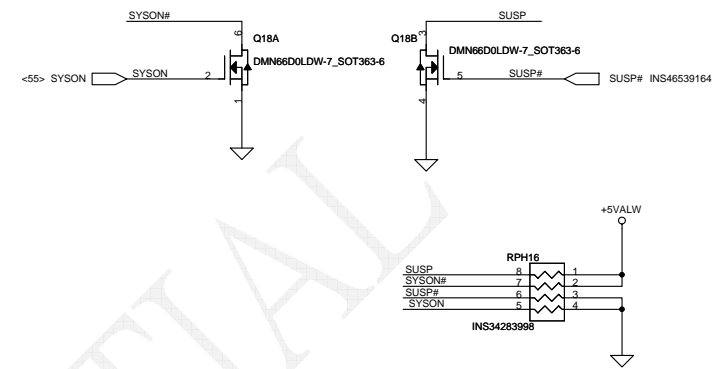 SYSON#
SUSP
6
3
Q18A
Q18B
DMN66D0LDW-7_SOT363-6
DMN66D0LDW-7_SOT363-6
<55> SYSON
SYSON
2
5
SUSP#
SUSP# INS46539164
1
4
+5VALW
RPH16
SUSP 8 1
SYSON# 7 2
SUSP# 6 3
SYSON 5 4
INS34283998
TIAL